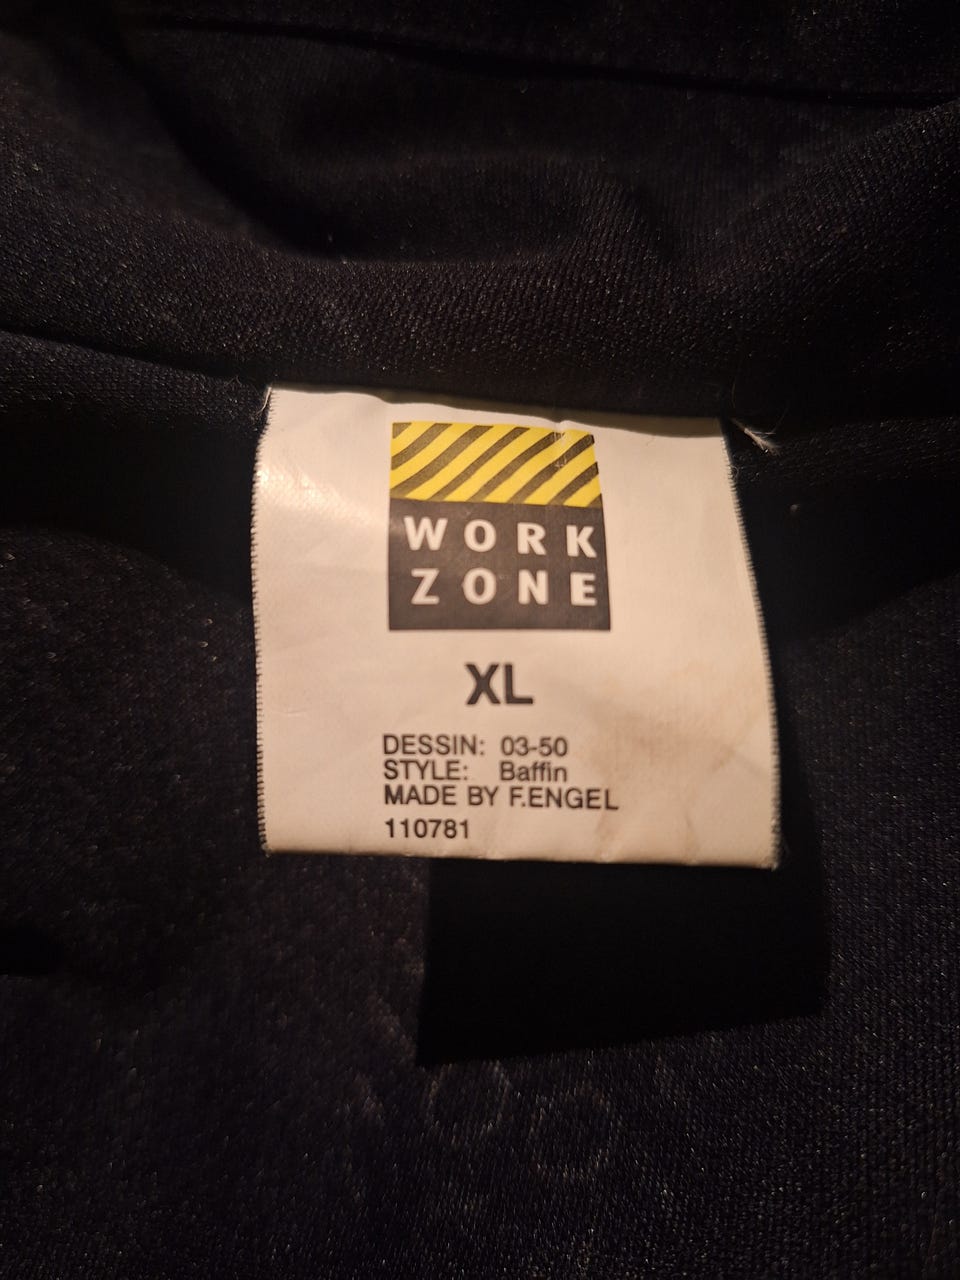 WORK
ZONE
XL
DESSIN: 03-50
STYLE: Baffin
MADE BY F.ENGEL
110781